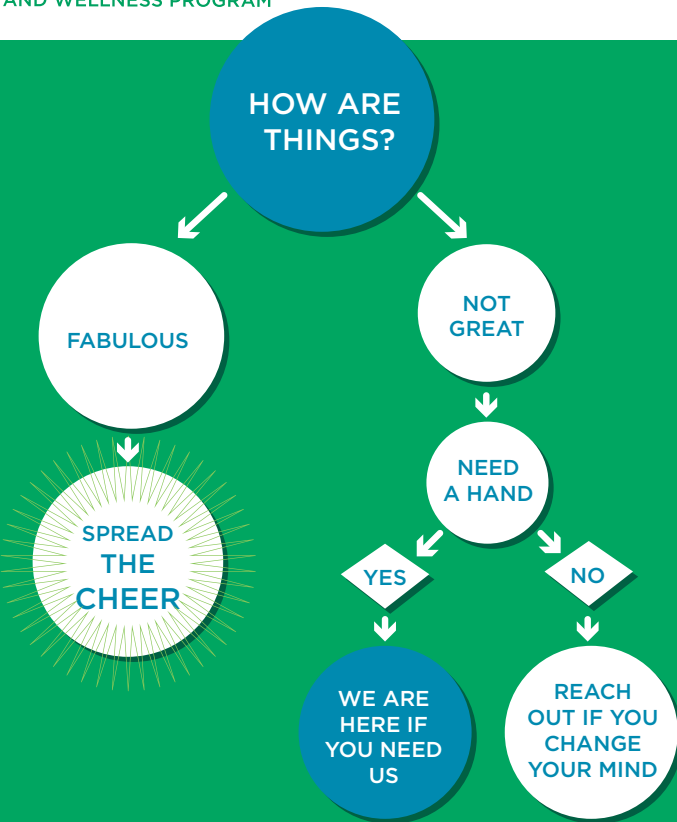 AND WELLNESS PROGRAM
HOW ARE
THINGS?
FABULOUS
SPREAD
THE
CHEER
NOT
GREAT
NEED
A HAND
YES
NO
WE ARE
HERE IF
YOU NEED
US
REACH
OUT IF YOU
CHANGE
YOUR MIND